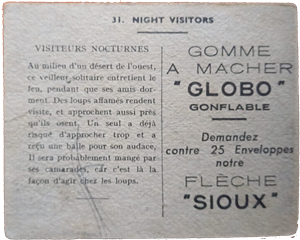 31. NIGHT VISITORS
VISITEURS NOCTURNES
Au milieu d'un désert de l'ouest,
ce veilleur solitaire entretient le
feu, pendant que ses amis dor-
ment. Des loups affamés rendent
visite, et approchent aussi près
qu'ils osent. Un seul a déjà
risqué d'approcher trop et a
reçu une balle pour son audace.
Il sera probablement mangé par
ses camarades, car c'est là la
façon d'agir chez les loups.
GOMME
A MACHER
"GLOBO"
GONFLABLE
Demandez
contre 25 Enveloppes
notre
FLÈCHE
"SIOUX"